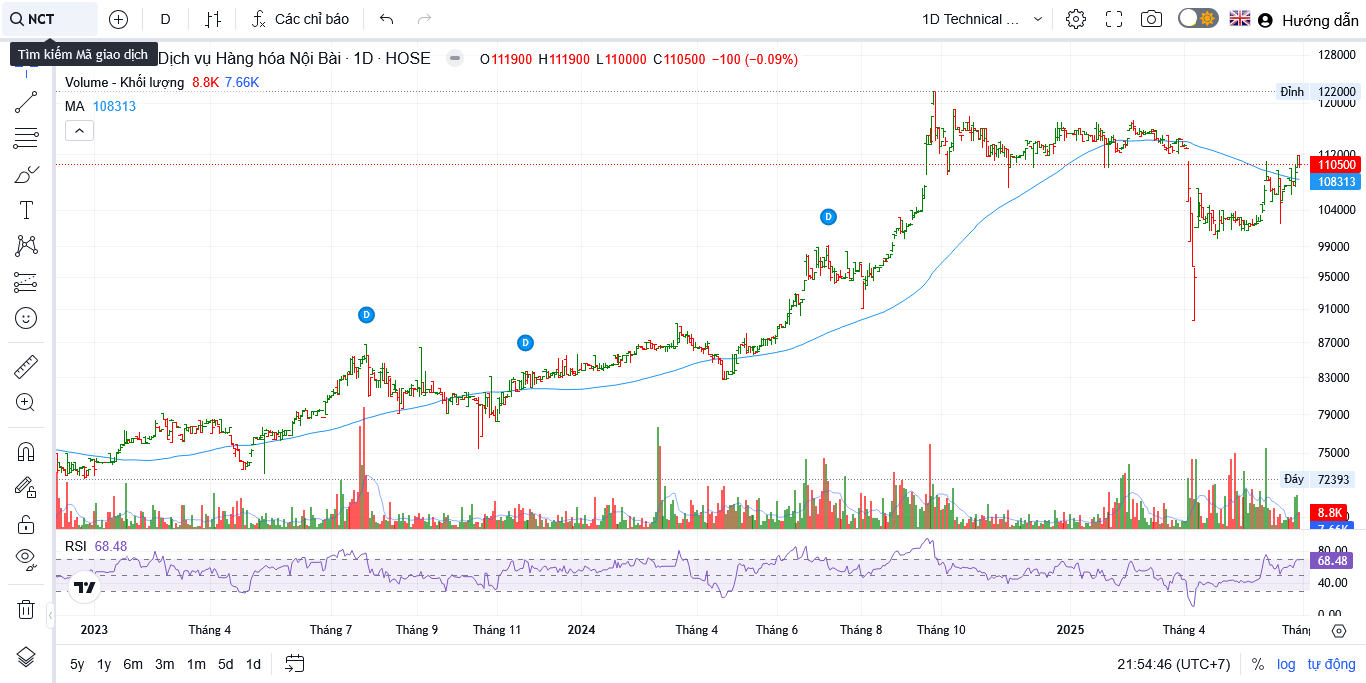 NCT
D
Các chỉ báo
1D Technical ...
Hướng dẫn
Tìm kiếm Mã giao dịch
Dịch vụ Hàng hóa Nội Bài · 1D · HOSE
O111900 H111900 L110000 C110500 −100 (−0.09%)
Volume - Khối lượng 8.8K 7.66K
MA 108313
128000
Đỉnh 122000
120000
112000
110500
108313
104000
99000
95000
91000
87000
83000
79000
75000
Đáy 72393
8.8K
7.66K
D
D
D
RSI 68.48
80.00
68.48
40.00
0.00
2023 Tháng 4 Tháng 7 Tháng 9 Tháng 11 2024 Tháng 4 Tháng 6 Tháng 8 Tháng 10 2025 Tháng 4 Tháng
5y 1y 6m 3m 1m 5d 1d
21:54:46 (UTC+7) % log tự động